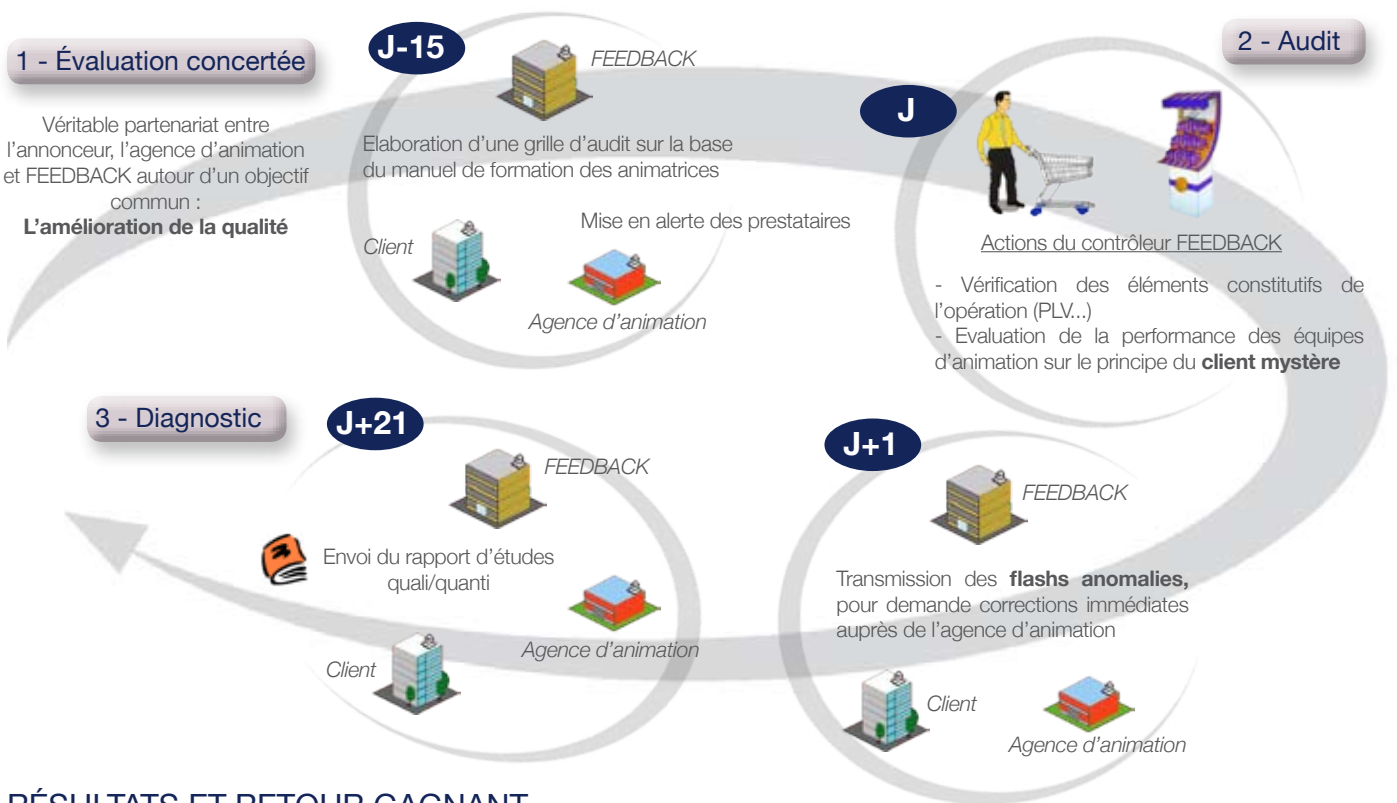 1 - Évaluation concertée
Véritable partenariat entre
l'annonceur, l'agence d'animation
et FEEDBACK autour d'un objectif
commun :
L'amélioration de la qualité
J-15
FEEDBACK
Elaboration d'une grille d'audit sur la base
du manuel de formation des animatrices
Mise en alerte des prestataires
Client
Agence d'animation
2 - Audit
J
Actions du contrôleur FEEDBACK
- Vérification des éléments constitutifs de
l'opération (PLV...)
- Evaluation de la performance des équipes
d'animation sur le principe du client mystère
J+1
FEEDBACK
Transmission des flashs anomalies,
pour demande corrections immédiates
auprès de l'agence d'animation
Client
Agence d'animation
3 - Diagnostic
J+21
FEEDBACK
Envoi du rapport d'études
quali/quanti
Agence d'animation
Client
RÉSULTATS ET RETOUR GAGNANT